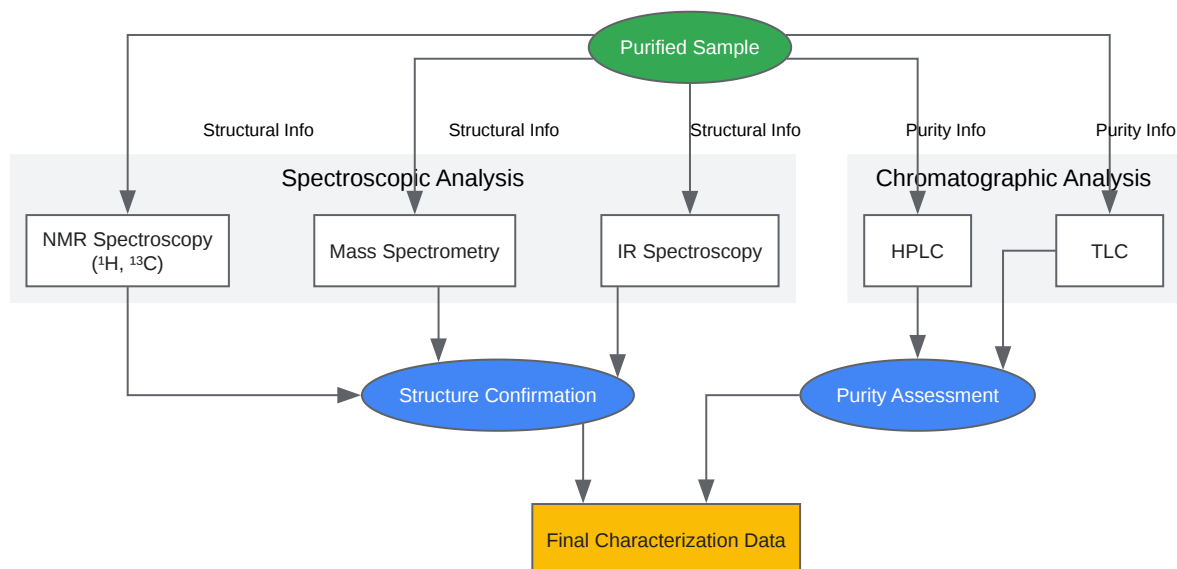 Purified Sample
Structural Info
Structural Info
Structural Info
Purity Info
Purity Info
Spectroscopic Analysis
Chromatographic Analysis
NMR Spectroscopy
(¹H, ¹³C)
Mass Spectrometry
IR Spectroscopy
HPLC
TLC
Structure Confirmation
Purity Assessment
Final Characterization Data